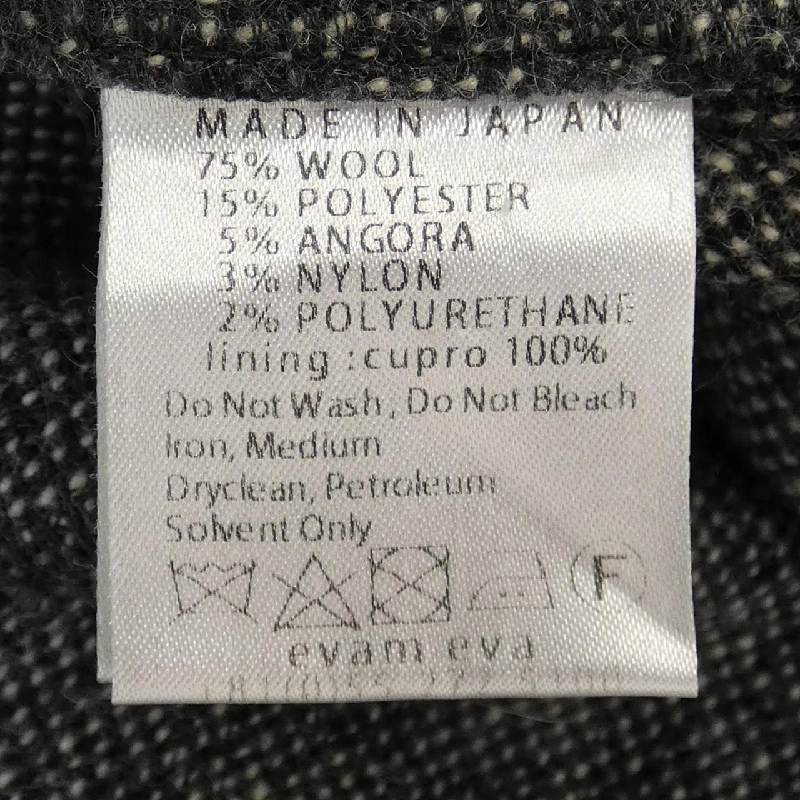 MADE IN JAPAN
75% WOOL
15% POLYESTER
5% ANGORA
3% NYLON
2% POLYURETHANE
lining :cupro 100%
Do Not Wash, Do Not Bleach
Iron, Medium
Dryclean, Petroleum
Solvent Only
F
evam eva